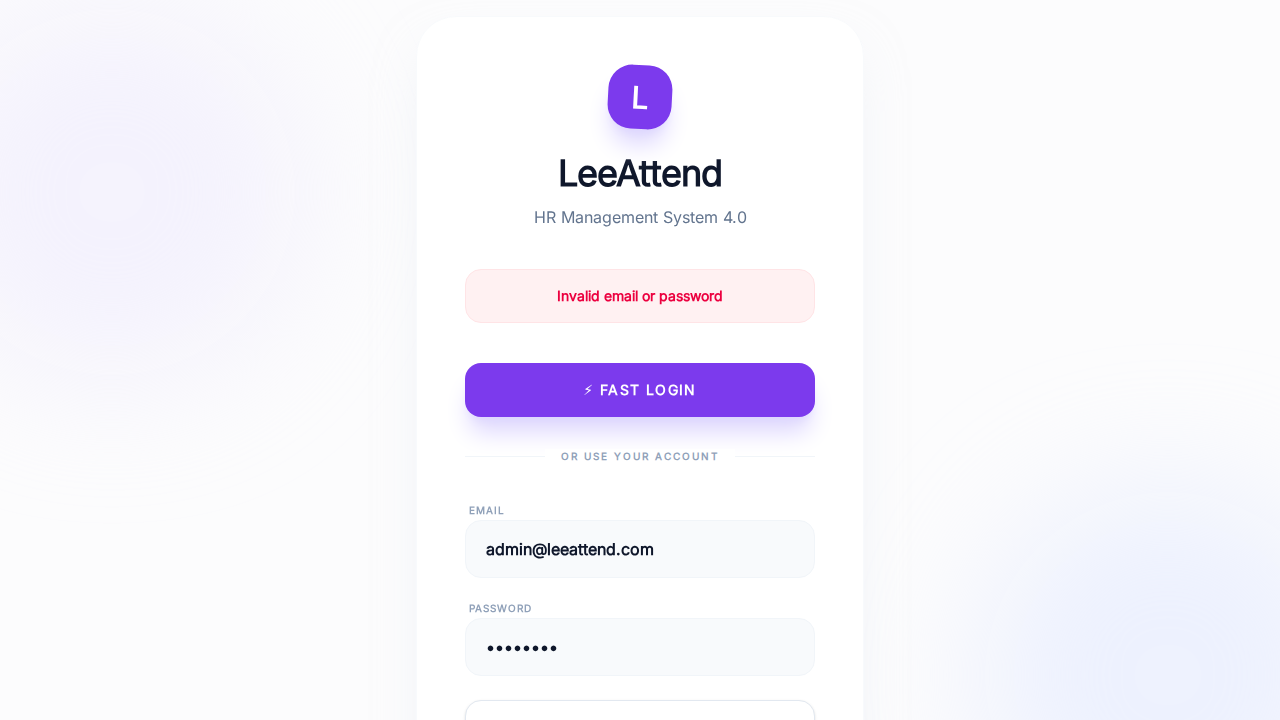 L
LeeAttend
HR Management System 4.0
Invalid email or password
⚡ FAST LOGIN
OR USE YOUR ACCOUNT
EMAIL
admin@leeattend.com
PASSWORD
••••••••